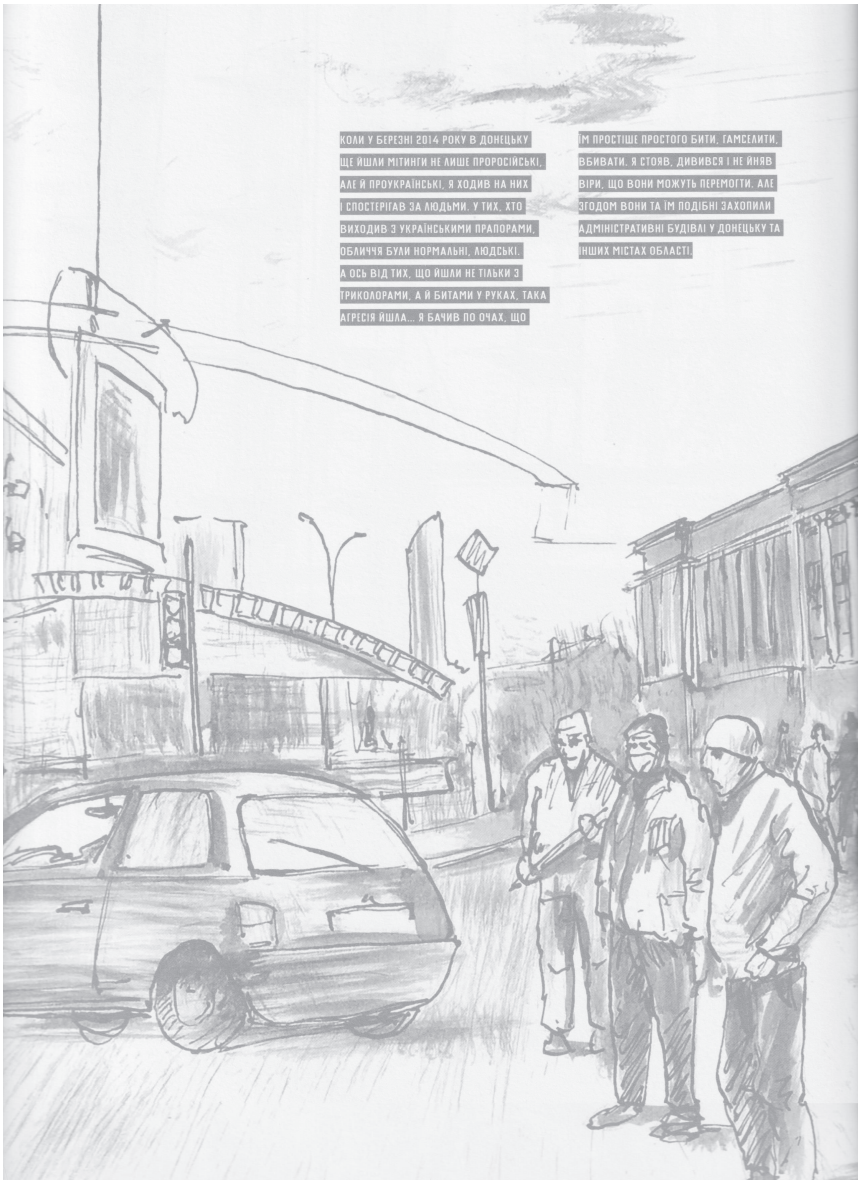 КОЛИ У БЕРЕЗНІ 2014 РОКУ В ДОНЕЦЬКУ
ЩЕ ЙШЛИ МІТИНГИ НЕ ЛИШЕ ПРОРОСІЙСЬКІ,
АЛЕ Й ПРОУКРАЇНСЬКІ, Я ХОДИВ НА НИХ
І СПОСТЕРІГАВ ЗА ЛЮДЬМИ. У ТИХ, ХТО
ВИХОДИВ З УКРАЇНСЬКИМИ ПРАПОРАМИ,
ОБЛИЧЧЯ БУЛИ НОРМАЛЬНІ, ЛЮДСЬКІ.
А ОСЬ ВІД ТИХ, ЩО ЙШЛИ НЕ ТІЛЬКИ З
ТРИКОЛОРАМИ, А Й БИТАМИ У РУКАХ, ТАКА
АГРЕСІЯ ЙШЛА... Я БАЧИВ ПО ОЧАХ, ЩО
ЇМ ПРОСТІШЕ ПРОСТОГО БИТИ, ГАМСЕЛИТИ,
ВБИВАТИ. Я СТОЯВ, ДИВИВСЯ І НЕ ЙНЯВ
ВІРИ, ЩО ВОНИ МОЖУТЬ ПЕРЕМОГТИ. АЛЕ
ЗГОДОМ ВОНИ ТА ЇМ ПОДІБНІ ЗАХОПИЛИ
АДМІНІСТРАТИВНІ БУДІВЛІ У ДОНЕЦЬКУ ТА
ІНШИХ МІСТАХ ОБЛАСТІ.